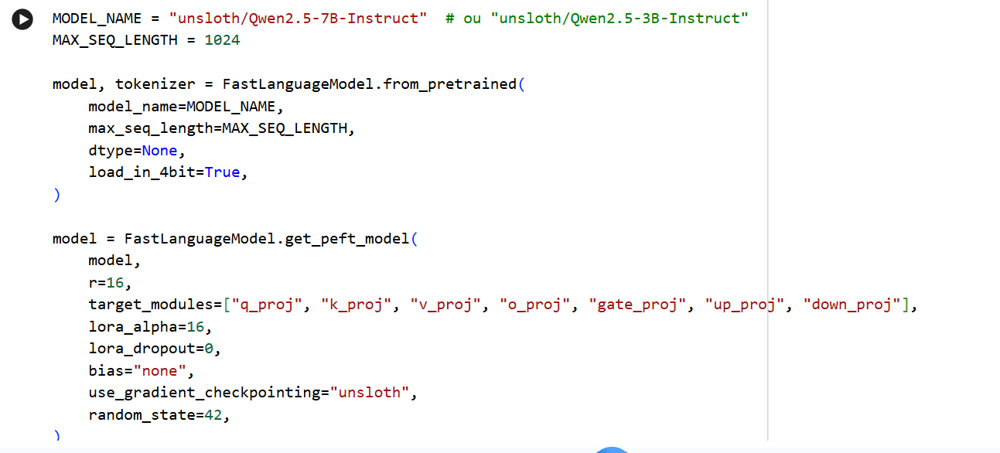 MODEL_NAME = "unsloth/Qwen2.5-7B-Instruct"  # ou "unsloth/Qwen2.5-3B-Instruct"
MAX_SEQ_LENGTH = 1024

model, tokenizer = FastLanguageModel.from_pretrained(
    model_name=MODEL_NAME,
    max_seq_length=MAX_SEQ_LENGTH,
    dtype=None,
    load_in_4bit=True,
)

model = FastLanguageModel.get_peft_model(
    model,
    r=16,
    target_modules=["q_proj", "k_proj", "v_proj", "o_proj", "gate_proj", "up_proj", "down_proj"],
    lora_alpha=16,
    lora_dropout=0,
    bias="none",
    use_gradient_checkpointing="unsloth",
    random_state=42,
)